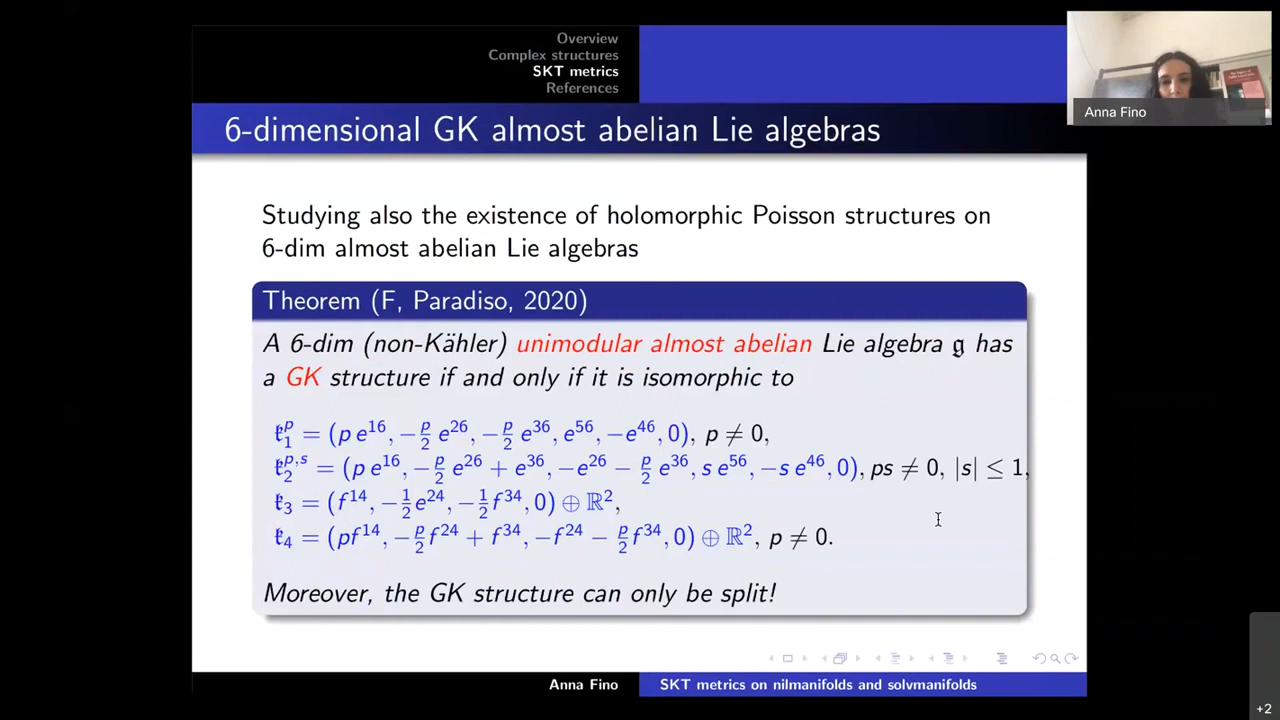 Overview
Complex structures
SKT metrics
References
Anna Fino
6-dimensional GK almost abelian Lie algebras
Studying also the existence of holomorphic Poisson structures on
6-dim almost abelian Lie algebras
Theorem (F, Paradiso, 2020)
A 6-dim (non-Kähler) unimodular almost abelian Lie algebra 𝔤 has
a GK structure if and only if it is isomorphic to
𝔨₁ᵖ = (p e¹⁶, −p/2 e²⁶, −p/2 e³⁶, e⁵⁶, −e⁴⁶, 0), p ≠ 0,
𝔨₂ᵖ,ˢ = (p e¹⁶, −p/2 e²⁶ + e³⁶, −e²⁶ − p/2 e³⁶, s e⁵⁶, −s e⁴⁶, 0), ps ≠ 0, |s| ≤ 1,
𝔨₃ = (f¹⁴, −1/2 e²⁴, −1/2 f³⁴, 0) ⊕ ℝ²,
𝔨₄ = (pf¹⁴, −p/2 f²⁴ + f³⁴, −f²⁴ − p/2 f³⁴, 0) ⊕ ℝ², p ≠ 0.
Moreover, the GK structure can only be split!
Anna Fino
SKT metrics on nilmanifolds and solvmanifolds
+2